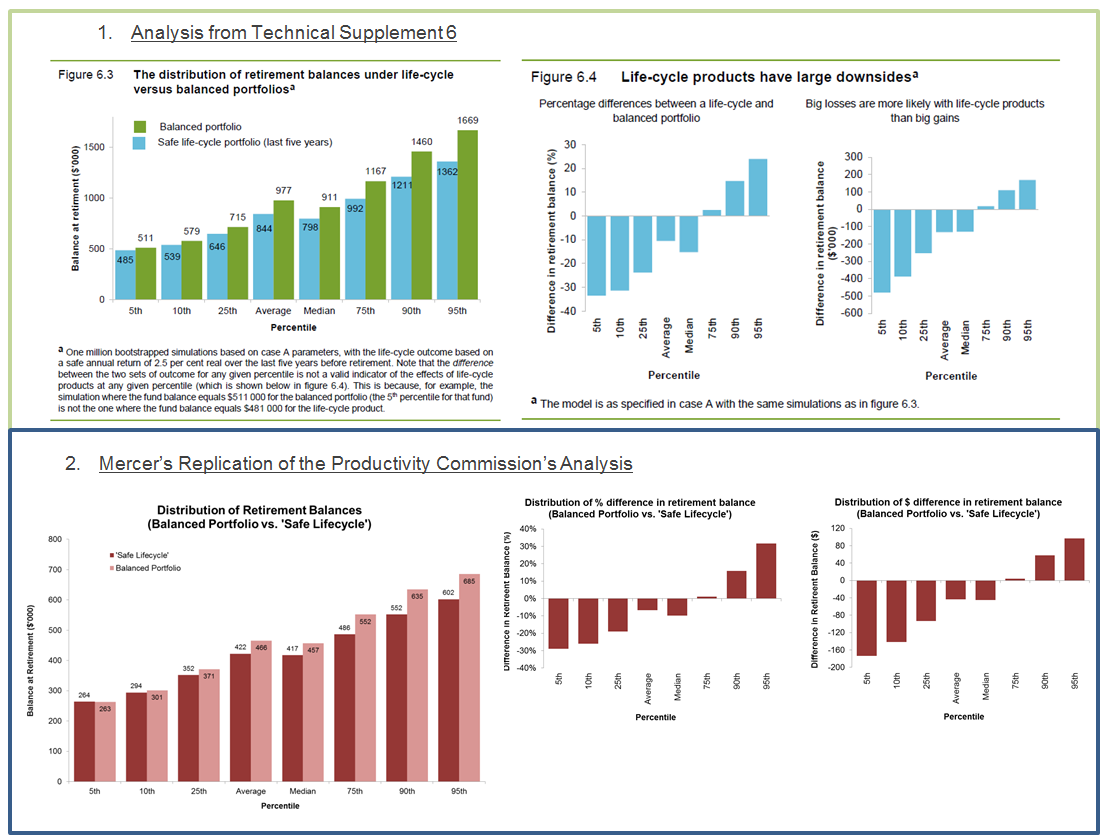 1. Analysis from Technical Supplement 6
Figure 6.3 The distribution of retirement balances under life-cycle
versus balanced portfoliosª
Balanced portfolio
Safe life-cycle portfolio (last five years)
Balance at retirment ($'000)
1500
1000
500
0
485 511
539 579
646 715
844 977
798 911
992 1167
1211 1460
1362 1669
5th 10th 25th Average Median 75th 90th 95th
Percentile
ª One million bootstrapped simulations based on case A parameters, with the life-cycle outcome based on
a safe annual return of 2.5 per cent real over the last five years before retirement. Note that the difference
between the two sets of outcome for any given percentile is not a valid indicator of the effects of life-cycle
products at any given percentile (which is shown below in figure 6.4). This is because, for example, the
simulation where the fund balance equals $511 000 for the balanced portfolio (the 5th percentile for that fund)
is not the one where the fund balance equals $481 000 for the life-cycle product.
Figure 6.4 Life-cycle products have large downsidesª
Percentage differences between a life-cycle and
balanced portfolio
Difference in retirement balance (%)
30
20
10
0
-10
-20
-30
-40
5th 10th 25th Average Median 75th 90th 95th
Percentile
Big losses are more likely with life-cycle products
than big gains
Difference in retirement balance
($'000)
300
200
100
0
-100
-200
-300
-400
-500
-600
5th 10th 25th Average Median 75th 90th 95th
Percentile
ª The model is as specified in case A with the same simulations as in figure 6.3.
2. Mercer's Replication of the Productivity Commission's Analysis
Distribution of Retirement Balances
(Balanced Portfolio vs. 'Safe Lifecycle')
'Safe Lifecycle'
Balanced Portfolio
Balance at Retirement ($'000)
800
700
600
500
400
300
200
100
0
264 263
294 301
352 371
422 466
417 457
486 552
552 635
602 685
5th 10th 25th Average Median 75th 90th 95th
Percentile
Distribution of % difference in retirement balance
(Balanced Portfolio vs. 'Safe Lifecycle')
Difference in Retireent Balance (%)
40%
30%
20%
10%
0%
-10%
-20%
-30%
-40%
5th 10th 25th Average Median 75th 90th 95th
Percentile
Distribution of $ difference in retirement balance
(Balanced Portfolio vs. 'Safe Lifecycle')
Difference in Retireent Balance ($)
120
80
40
0
-40
-80
-120
-160
-200
5th 10th 25th Average Median 75th 90th 95th
Percentile